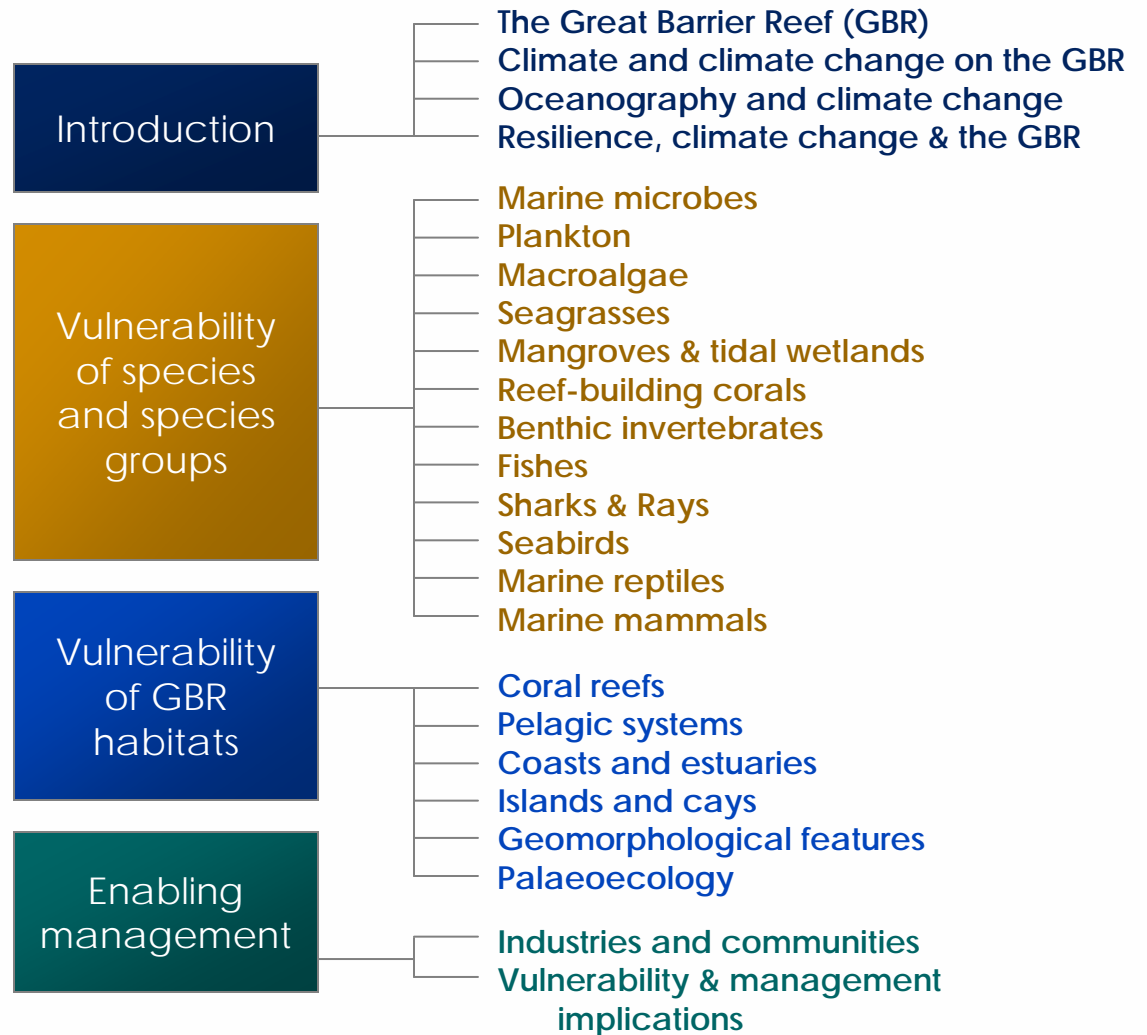 Introduction
The Great Barrier Reef (GBR)
Climate and climate change on the GBR
Oceanography and climate change
Resilience, climate change & the GBR
Vulnerability
of species
and species
groups
Marine microbes
Plankton
Macroalgae
Seagrasses
Mangroves & tidal wetlands
Reef-building corals
Benthic invertebrates
Fishes
Sharks & Rays
Seabirds
Marine reptiles
Marine mammals
Vulnerability
of GBR
habitats
Coral reefs
Pelagic systems
Coasts and estuaries
Islands and cays
Geomorphological features
Palaeoecology
Enabling
management
Industries and communities
Vulnerability & management
implications